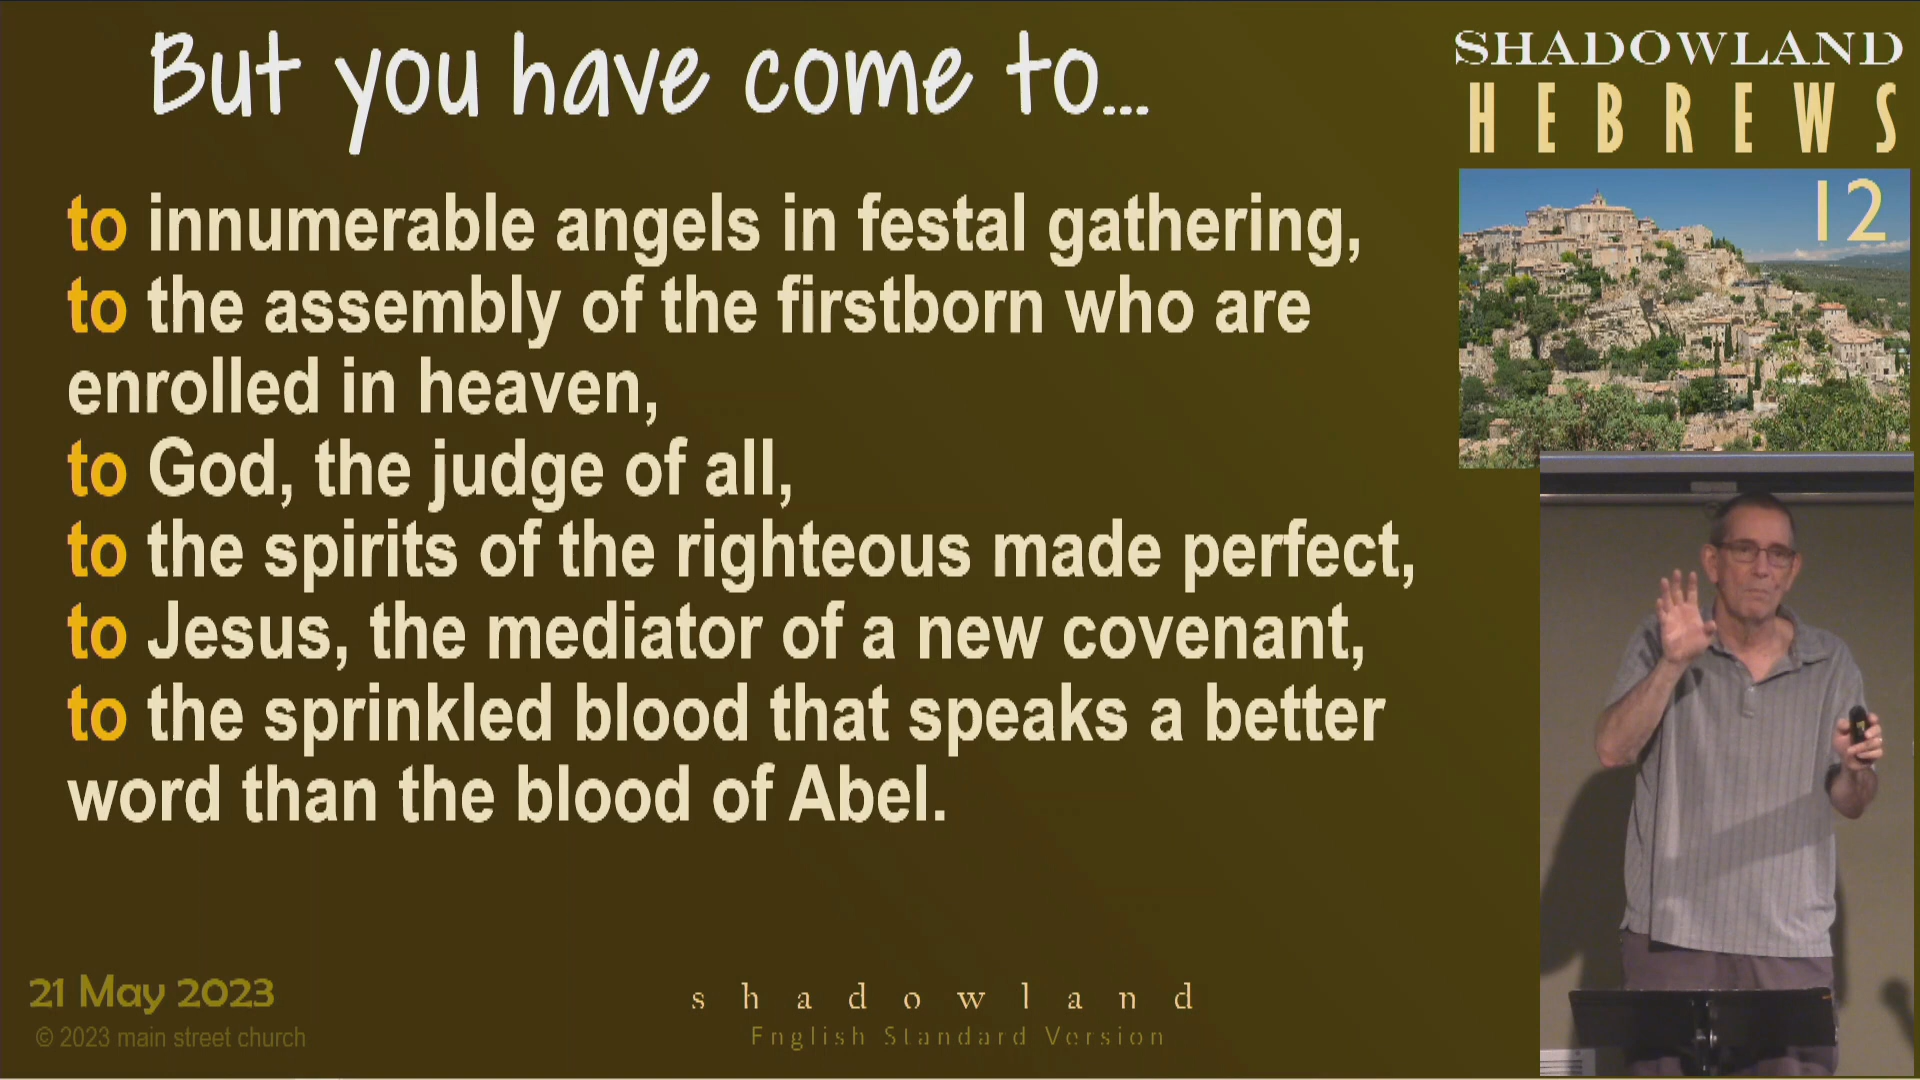 But you have come to...
to innumerable angels in festal gathering,
to the assembly of the firstborn who are
enrolled in heaven,
to God, the judge of all,
to the spirits of the righteous made perfect,
to Jesus, the mediator of a new covenant,
to the sprinkled blood that speaks a better
word than the blood of Abel.
SHADOWLAND
HEBREWS
12
21 May 2023
© 2023 main street church
shadowland
English Standard Version